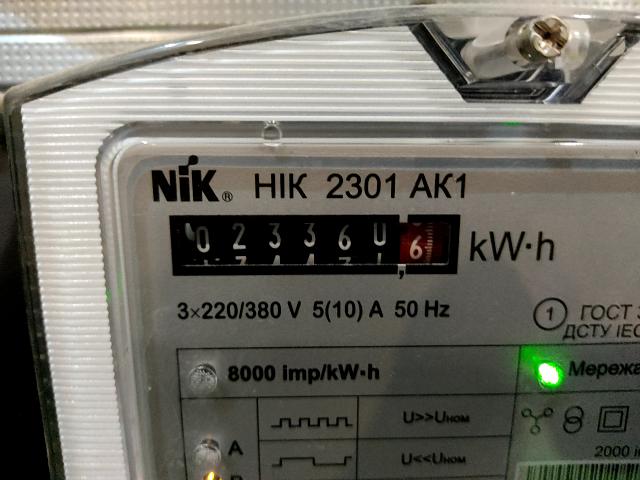 NiK® НІК 2301 АК1
0 2 3 3 6 0 , 6 kW·h
3×220/380 V 5(10) A 50 Hz
1 ГОСТ
ДСТУ IEC
8000 imp/kW·h
Мережа
U>>Uном
A
U<<Uном
2000